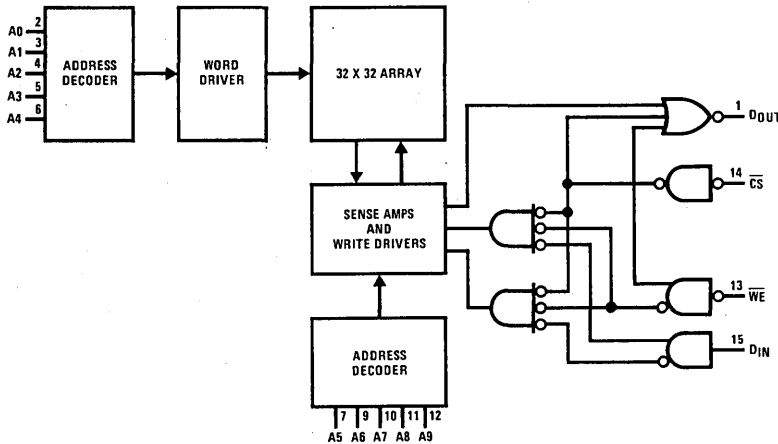 A0 2
A1 3
A2 4
A3 5
A4 6
ADDRESS
DECODER
WORD
DRIVER
32 X 32 ARRAY
1 DOUT
14 CS
SENSE AMPS
AND
WRITE DRIVERS
13 WE
15 DIN
ADDRESS
DECODER
7 9 10 11 12
A5 A6 A7 A8 A9